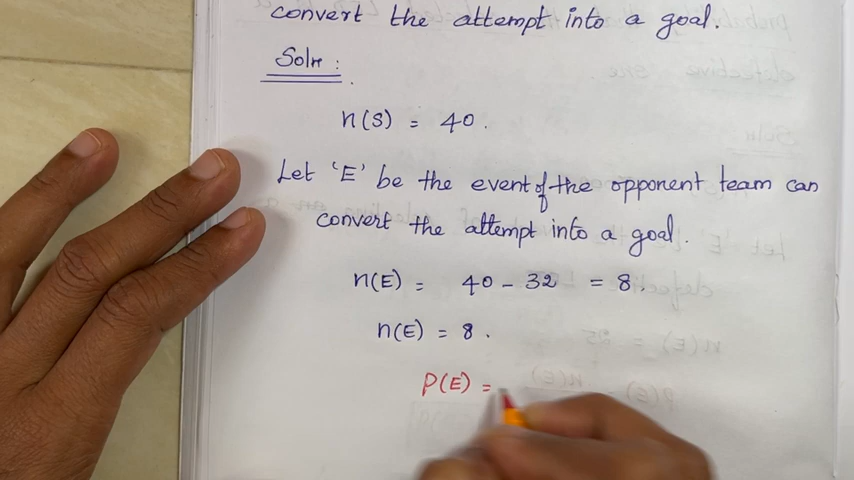 convert the attempt into a goal.
Soln :
n(S) = 40.
Let 'E' be the event of the opponent team can
convert the attempt into a goal.
n(E) = 40 - 32 = 8.
n(E) = 8.
P(E) =